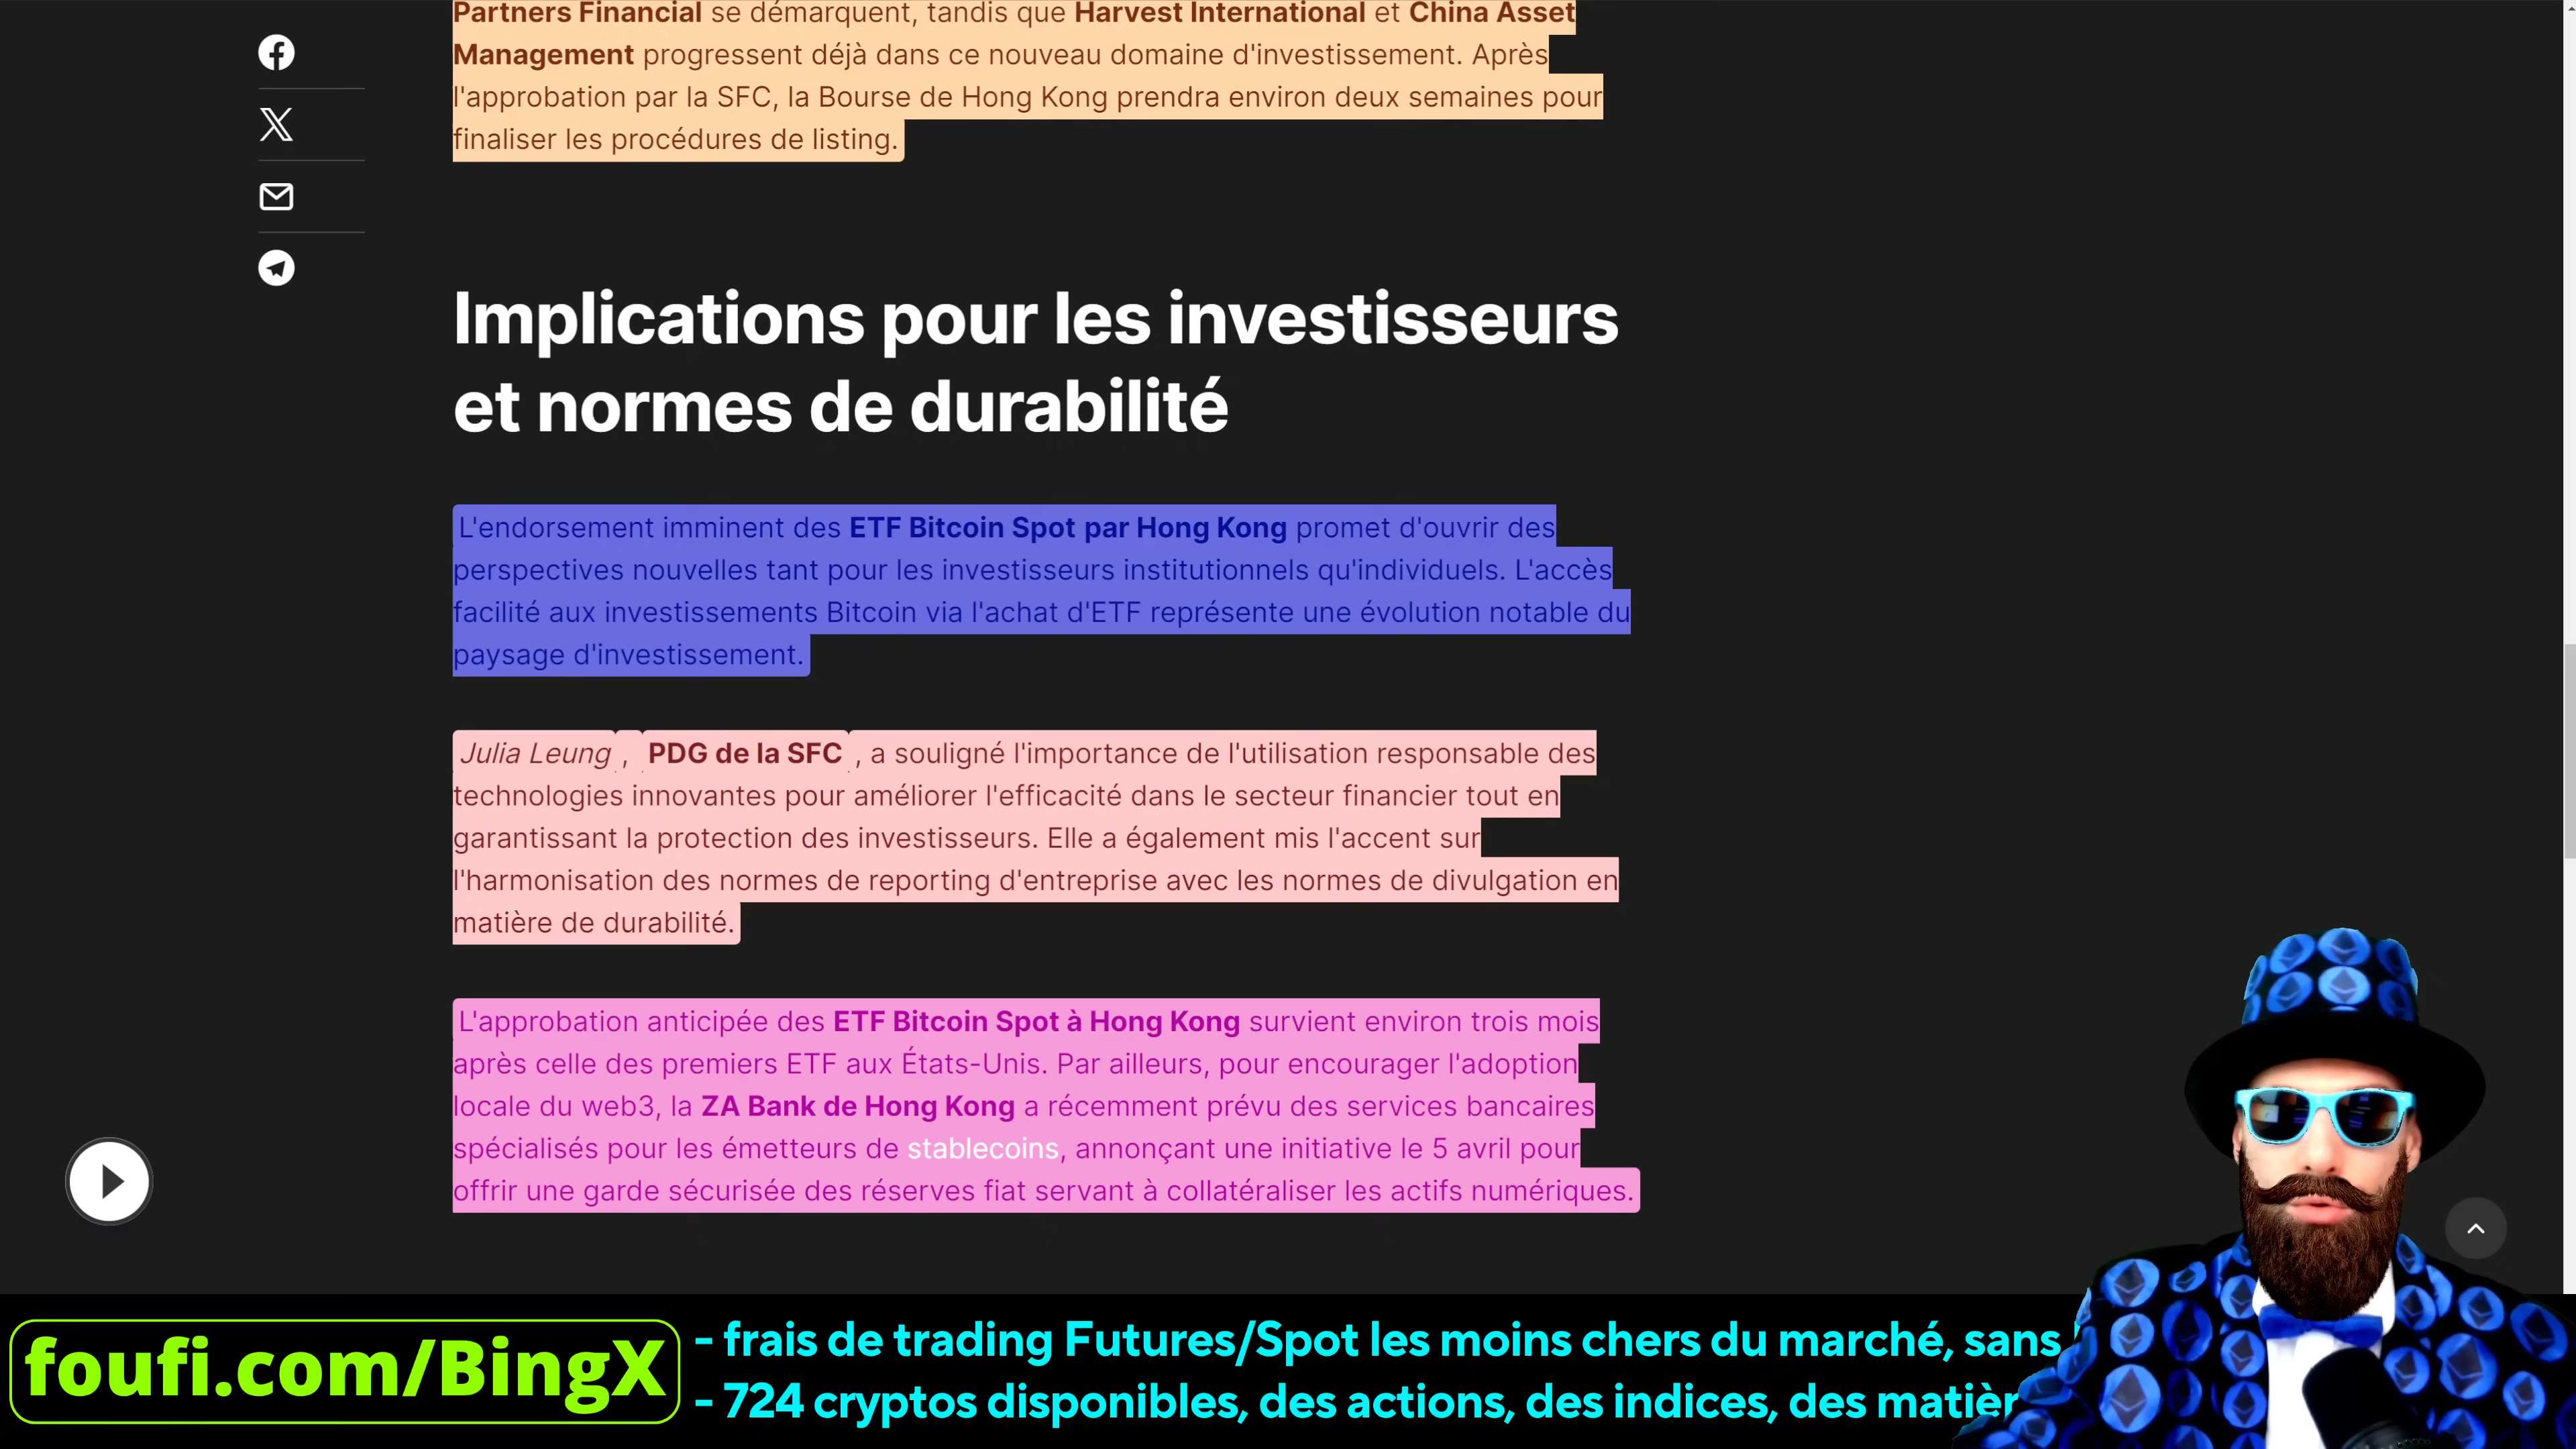 Partners Financial se démarquent, tandis que Harvest International et China Asset
Management progressent déjà dans ce nouveau domaine d'investissement. Après
l'approbation par la SFC, la Bourse de Hong Kong prendra environ deux semaines pour
finaliser les procédures de listing.
Implications pour les investisseurs
et normes de durabilité
L'endorsement imminent des ETF Bitcoin Spot par Hong Kong promet d'ouvrir des
perspectives nouvelles tant pour les investisseurs institutionnels qu'individuels. L'accès
facilité aux investissements Bitcoin via l'achat d'ETF représente une évolution notable du
paysage d'investissement.
Julia Leung , PDG de la SFC , a souligné l'importance de l'utilisation responsable des
technologies innovantes pour améliorer l'efficacité dans le secteur financier tout en
garantissant la protection des investisseurs. Elle a également mis l'accent sur
l'harmonisation des normes de reporting d'entreprise avec les normes de divulgation en
matière de durabilité.
L'approbation anticipée des ETF Bitcoin Spot à Hong Kong survient environ trois mois
après celle des premiers ETF aux États-Unis. Par ailleurs, pour encourager l'adoption
locale du web3, la ZA Bank de Hong Kong a récemment prévu des services bancaires
spécialisés pour les émetteurs de stablecoins, annonçant une initiative le 5 avril pour
offrir une garde sécurisée des réserves fiat servant à collatéraliser les actifs numériques.
foufi.com/BingX
- frais de trading Futures/Spot les moins chers du marché, sans
- 724 cryptos disponibles, des actions, des indices, des matièr